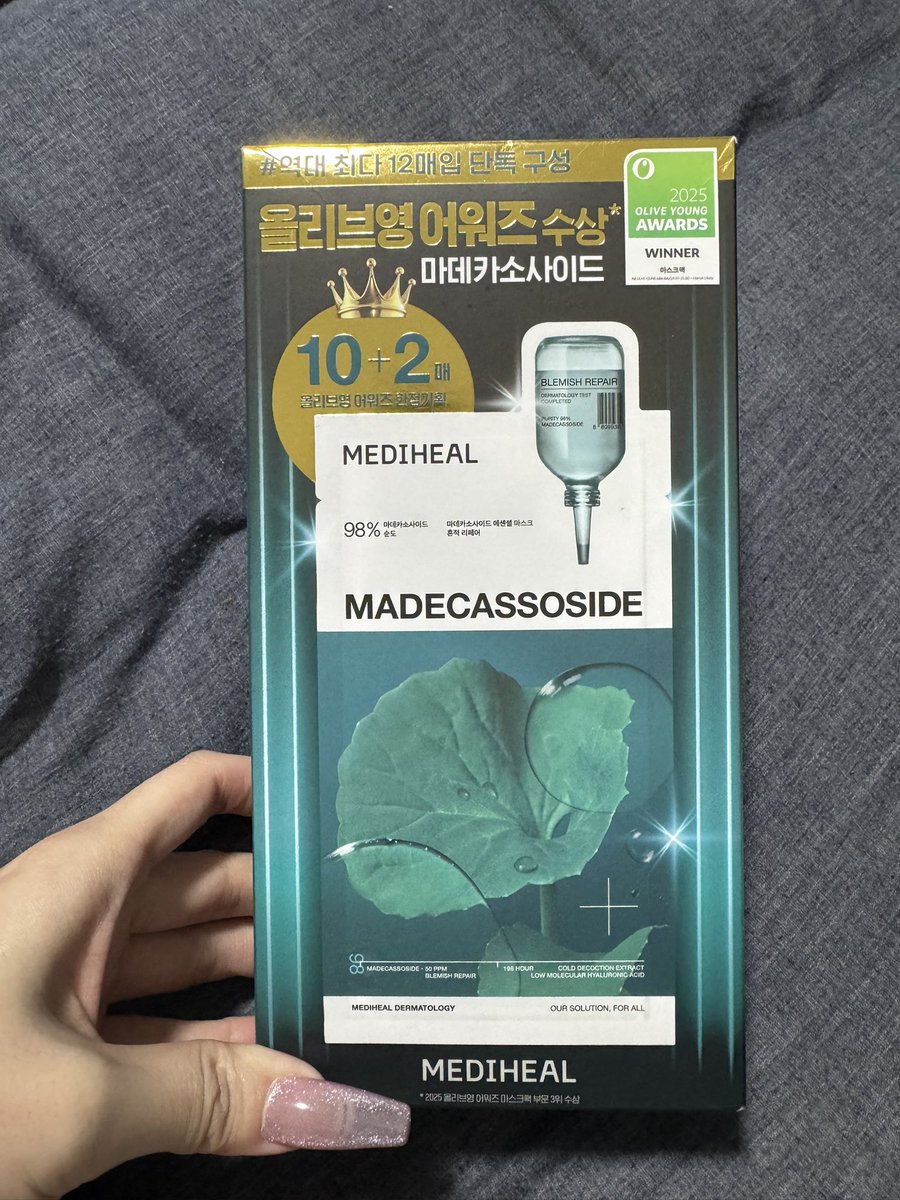 #역대 최다 12매입 단독 구성
올리브영 어워즈 수상*
마데카소사이드
2025
OLIVE YOUNG
AWARDS
WINNER
마스크팩
10+2매
올리브영 어워즈 한정기획
BLEMISH REPAIR
DERMATOLOGY TEST
COMPLETED
PURITY 98%
MADECASSOSIDE
MEDIHEAL
98% 마데카소사이드
순도
마데카소사이드 에센셜 마스크
흔적 리페어
MADECASSOSIDE
MADECASSOSIDE - 50 PPM
BLEMISH REPAIR
196 HOUR
COLD DECOCTION EXTRACT
LOW MOLECULAR HYALURONIC ACID
MEDIHEAL DERMATOLOGY
OUR SOLUTION, FOR ALL
MEDIHEAL
* 2025 올리브영 어워즈 마스크팩 부문 3위 수상